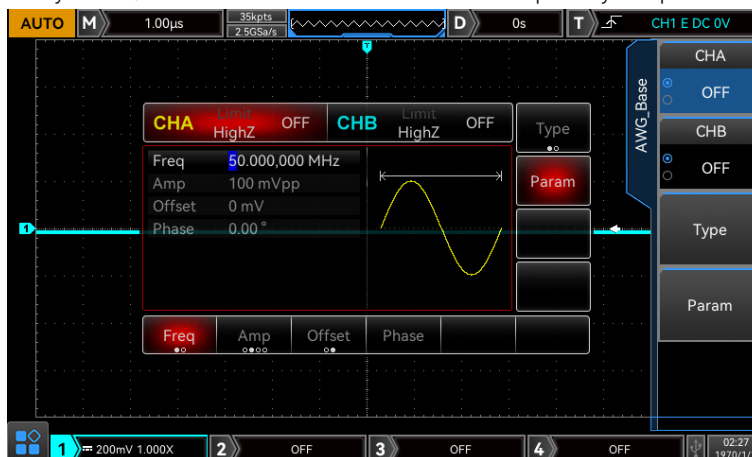 AUTO M 1.00μs 35kpts 2.5GSa/s D 0s T CH1 E DC 0V
T
CHA Limit HighZ OFF CHB Limit HighZ OFF Type
Freq 50.000,000 MHz
Amp 100 mVpp
Offset 0 mV
Phase 0.00°
Param
Freq Amp Offset Phase
1
AWG_Base
CHA
OFF
CHB
OFF
Type
Param
1 200mV 1.000X 2 OFF 3 OFF 4 OFF 02:27